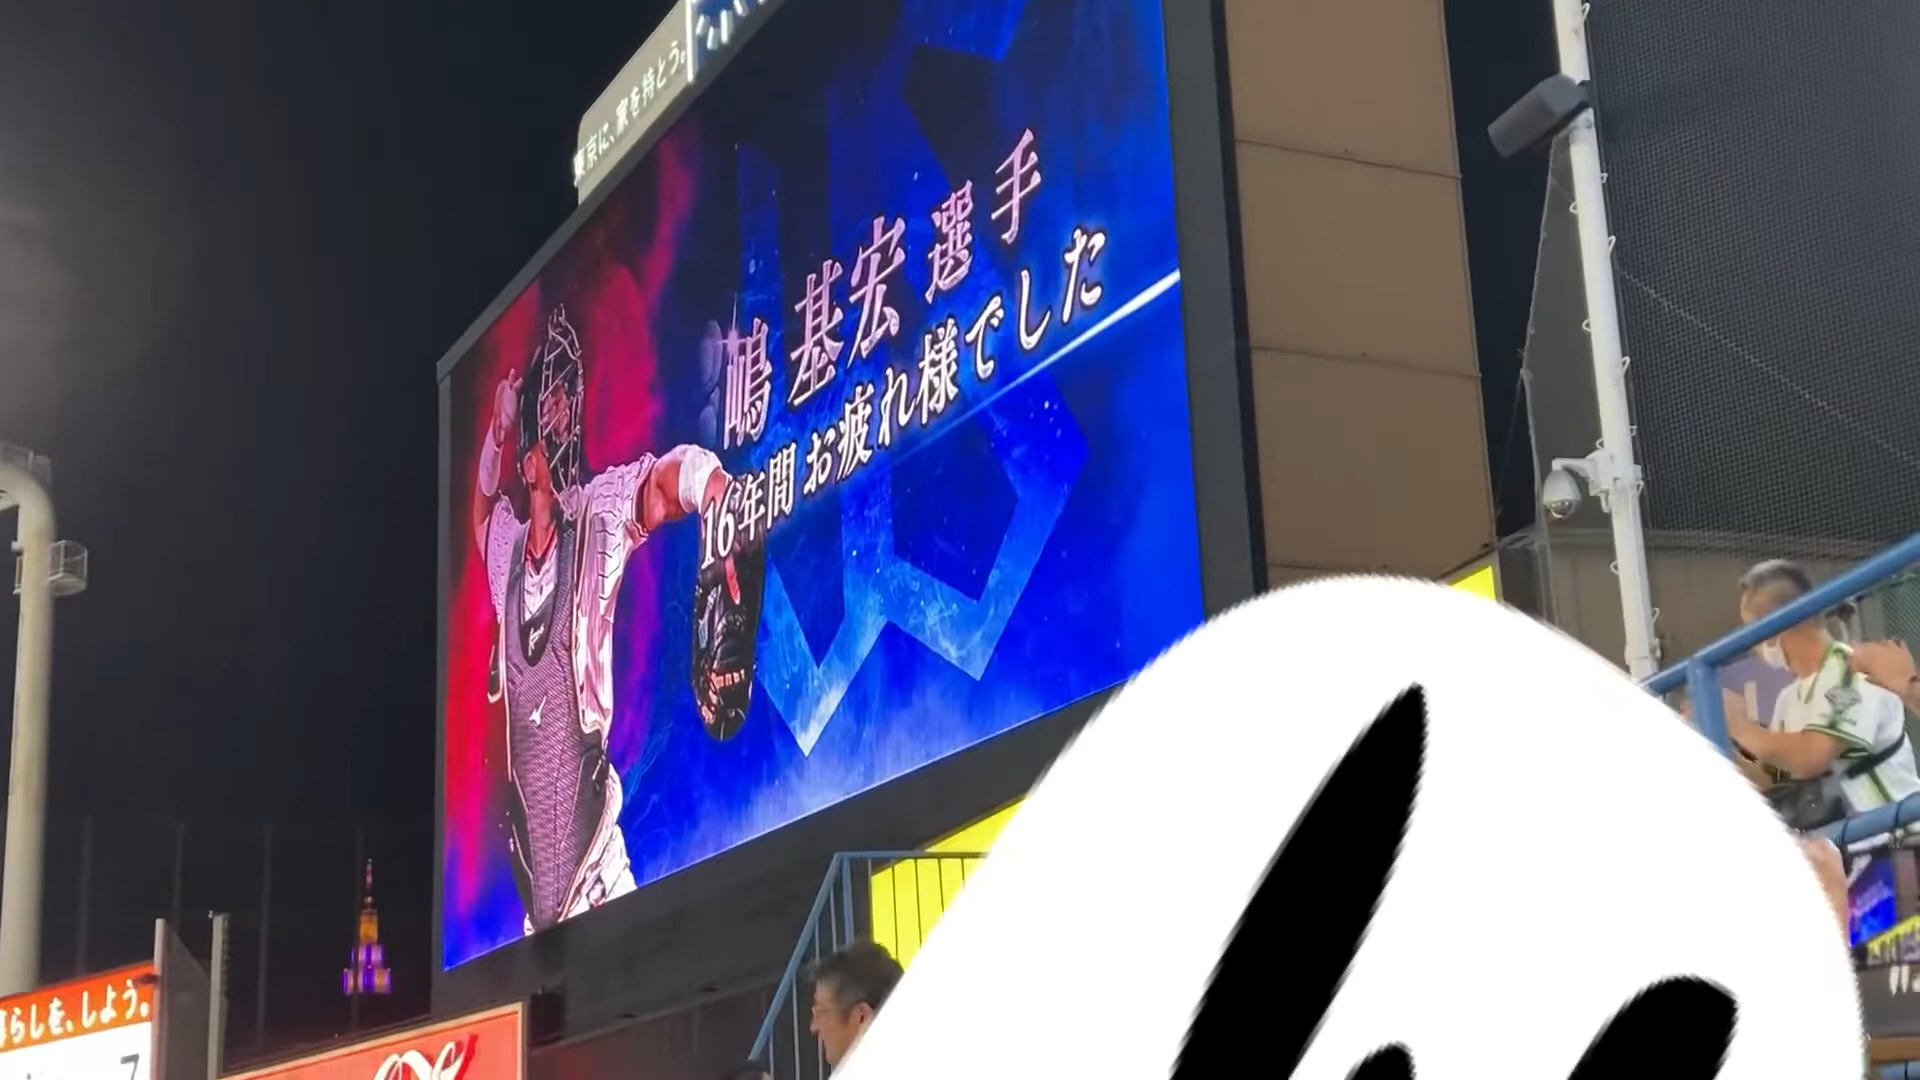 東京に、家を持とう。
嶋 基宏 選手
16年間 お疲れ様でした
らしを、しよう。
7